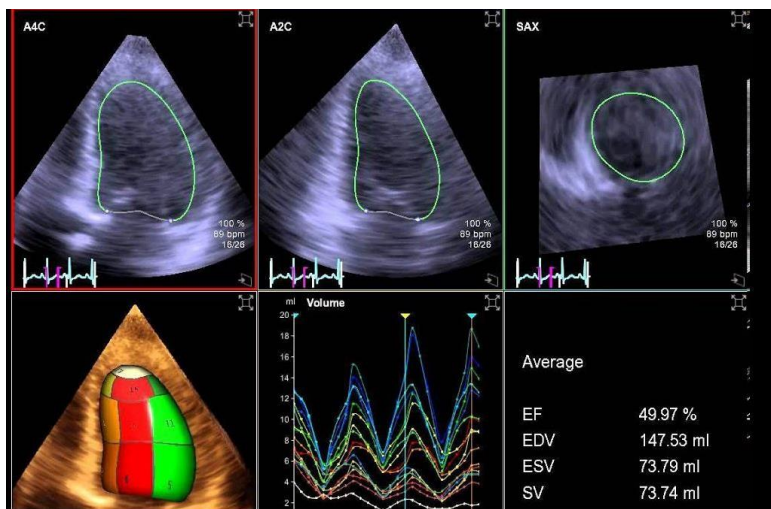 A4C
100 %
89 bpm
16/26
A2C
100 %
89 bpm
16/26
SAX
100 %
89 bpm
16/26
ml Volume
20
18
16
14
12
10
8
6
4
2
11
5
Average
EF 49.97 %
EDV 147.53 ml
ESV 73.79 ml
SV 73.74 ml